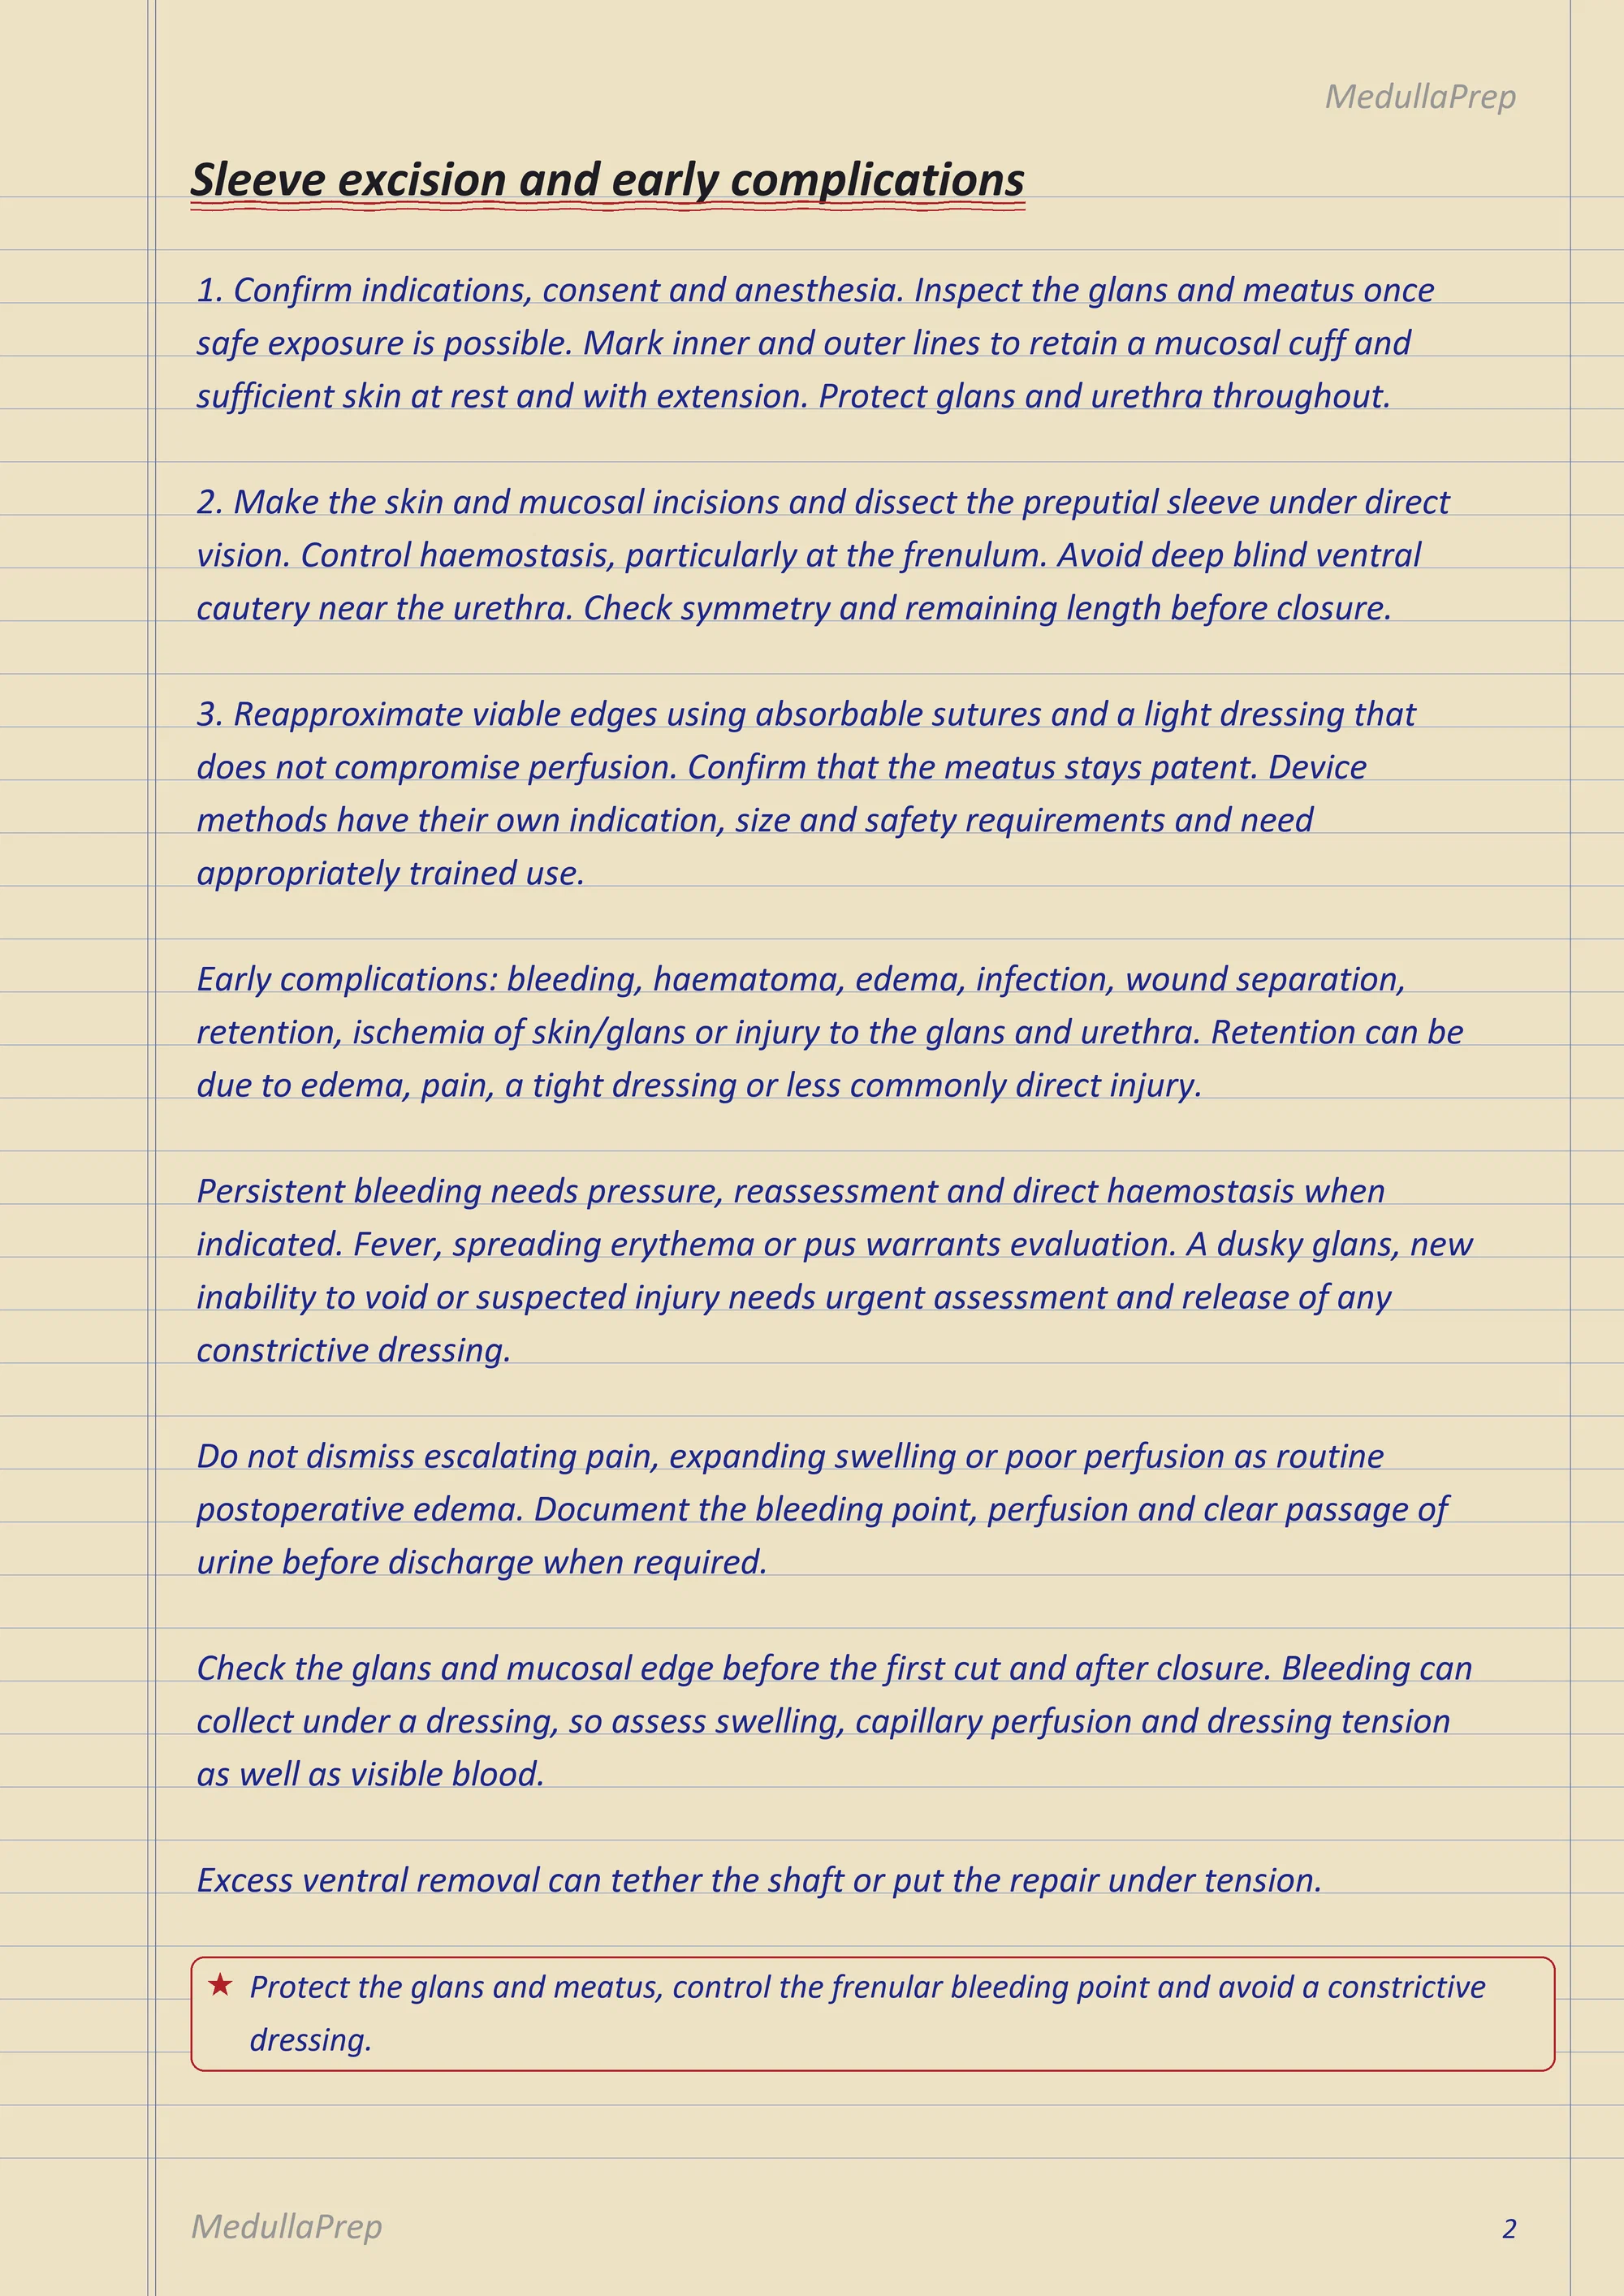 MedullaPrep
Sleeve excision and early complications
1. Confirm indications, consent and anesthesia. Inspect the glans and meatus once
safe exposure is possible. Mark inner and outer lines to retain a mucosal cuff and
sufficient skin at rest and with extension. Protect glans and urethra throughout.
2. Make the skin and mucosal incisions and dissect the preputial sleeve under direct
vision. Control haemostasis, particularly at the frenulum. Avoid deep blind ventral
cautery near the urethra. Check symmetry and remaining length before closure.
3. Reapproximate viable edges using absorbable sutures and a light dressing that
does not compromise perfusion. Confirm that the meatus stays patent. Device
methods have their own indication, size and safety requirements and need
appropriately trained use.
Early complications: bleeding, haematoma, edema, infection, wound separation,
retention, ischemia of skin/glans or injury to the glans and urethra. Retention can be
due to edema, pain, a tight dressing or less commonly direct injury.
Persistent bleeding needs pressure, reassessment and direct haemostasis when
indicated. Fever, spreading erythema or pus warrants evaluation. A dusky glans, new
inability to void or suspected injury needs urgent assessment and release of any
constrictive dressing.
Do not dismiss escalating pain, expanding swelling or poor perfusion as routine
postoperative edema. Document the bleeding point, perfusion and clear passage of
urine before discharge when required.
Check the glans and mucosal edge before the first cut and after closure. Bleeding can
collect under a dressing, so assess swelling, capillary perfusion and dressing tension
as well as visible blood.
Excess ventral removal can tether the shaft or put the repair under tension.
★ Protect the glans and meatus, control the frenular bleeding point and avoid a constrictive
dressing.
MedullaPrep
2